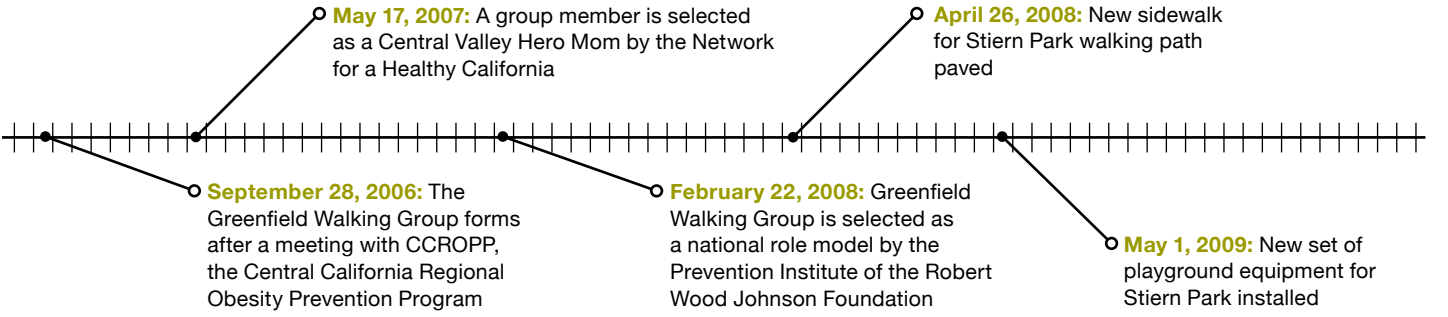 May 17, 2007: A group member is selected
as a Central Valley Hero Mom by the Network
for a Healthy California
April 26, 2008: New sidewalk
for Stiern Park walking path
paved
September 28, 2006: The
Greenfield Walking Group forms
after a meeting with CCROPP,
the Central California Regional
Obesity Prevention Program
February 22, 2008: Greenfield
Walking Group is selected as
a national role model by the
Prevention Institute of the Robert
Wood Johnson Foundation
May 1, 2009: New set of
playground equipment for
Stiern Park installed